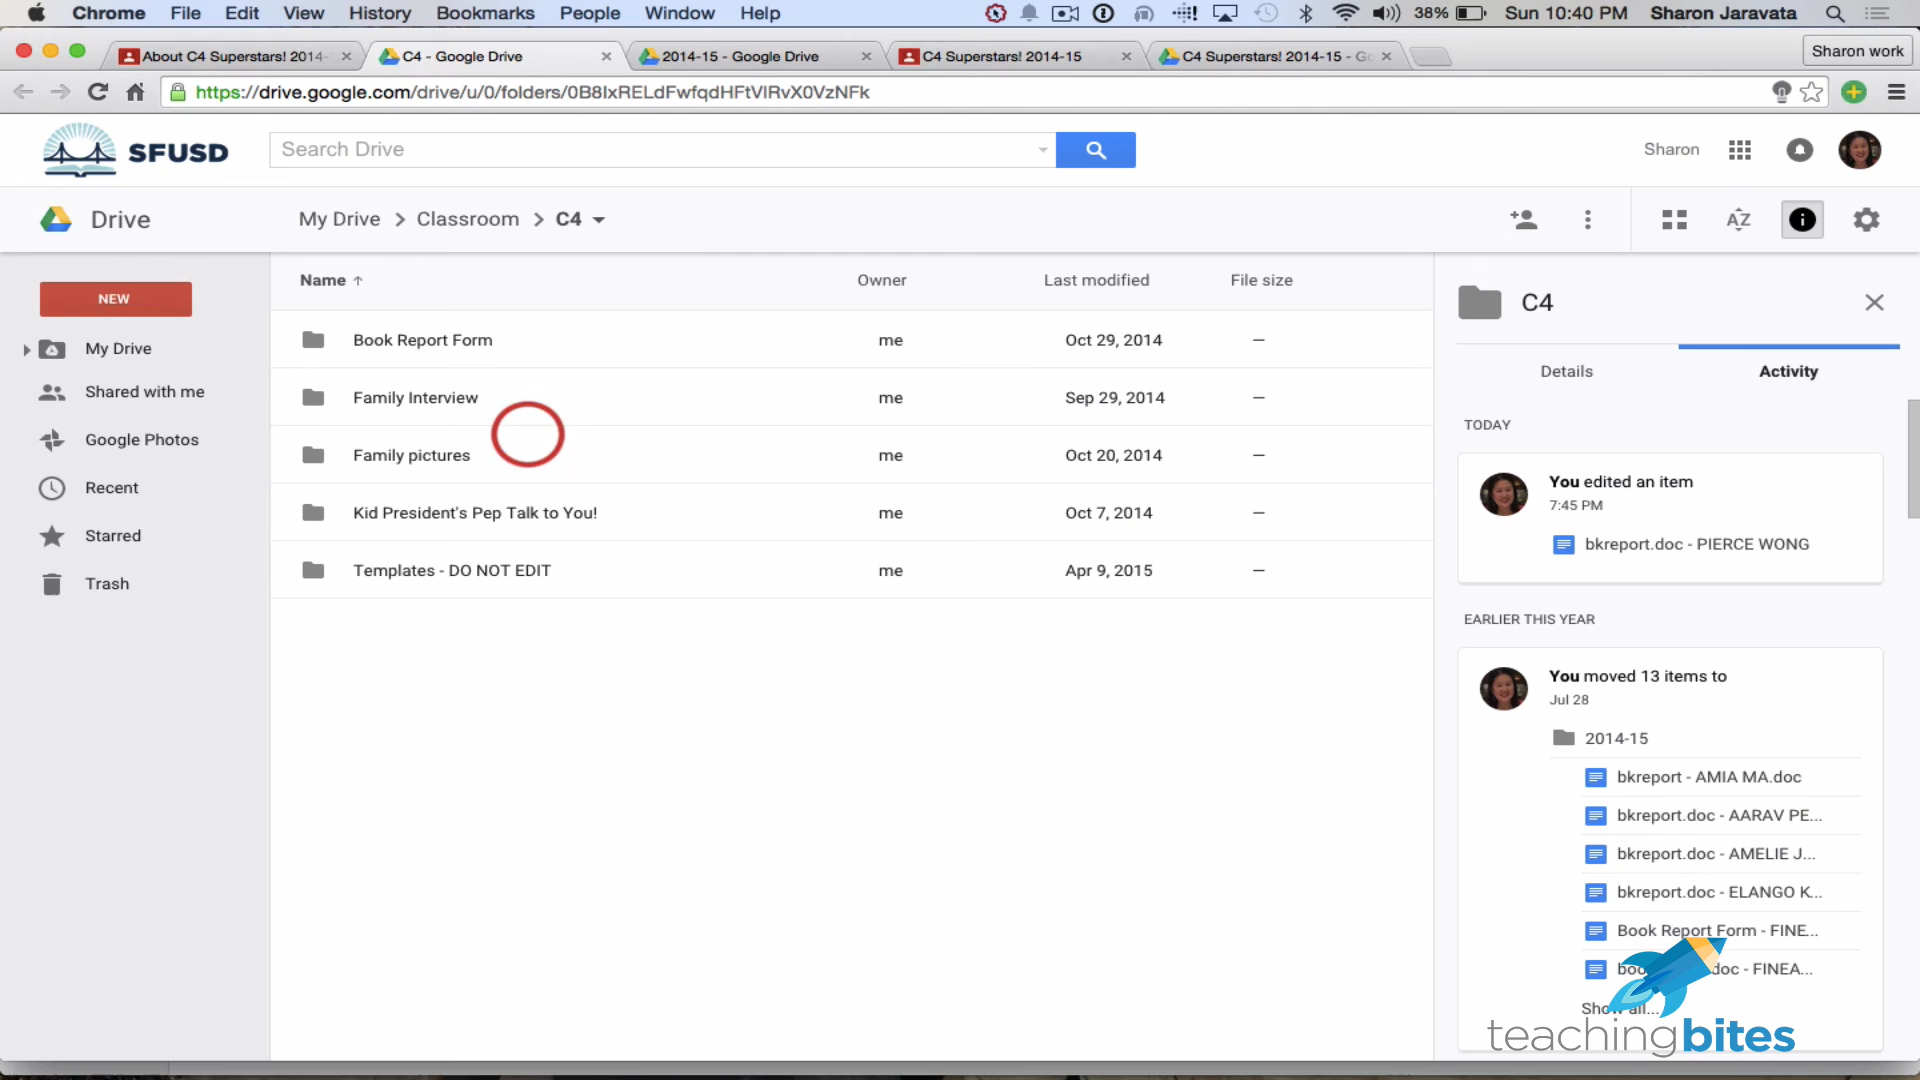 Chrome File Edit View History Bookmarks People Window Help 38% Sun 10:40 PM Sharon Jaravata
About C4 Superstars! 2014- C4 - Google Drive 2014-15 - Google Drive C4 Superstars! 2014-15 C4 Superstars! 2014-15 - Go Sharon work
https://drive.google.com/drive/u/0/folders/0B8IxRELdFwfqdHFtVlRvX0VzNFk
SFUSD Search Drive Sharon
Drive My Drive > Classroom > C4
NEW
My Drive
Shared with me
Google Photos
Recent
Starred
Trash
Name Owner Last modified File size
Book Report Form me Oct 29, 2014 —
Family Interview me Sep 29, 2014 —
Family pictures me Oct 20, 2014 —
Kid President's Pep Talk to You! me Oct 7, 2014 —
Templates - DO NOT EDIT me Apr 9, 2015 —
C4
Details Activity
TODAY
You edited an item
7:45 PM
bkreport.doc - PIERCE WONG
EARLIER THIS YEAR
You moved 13 items to
Jul 28
2014-15
bkreport - AMIA MA.doc
bkreport.doc - AARAV PE...
bkreport.doc - AMELIE J...
bkreport.doc - ELANGO K...
Book Report Form - FINE...
doc - FINEA...
Show all...
teachingbites